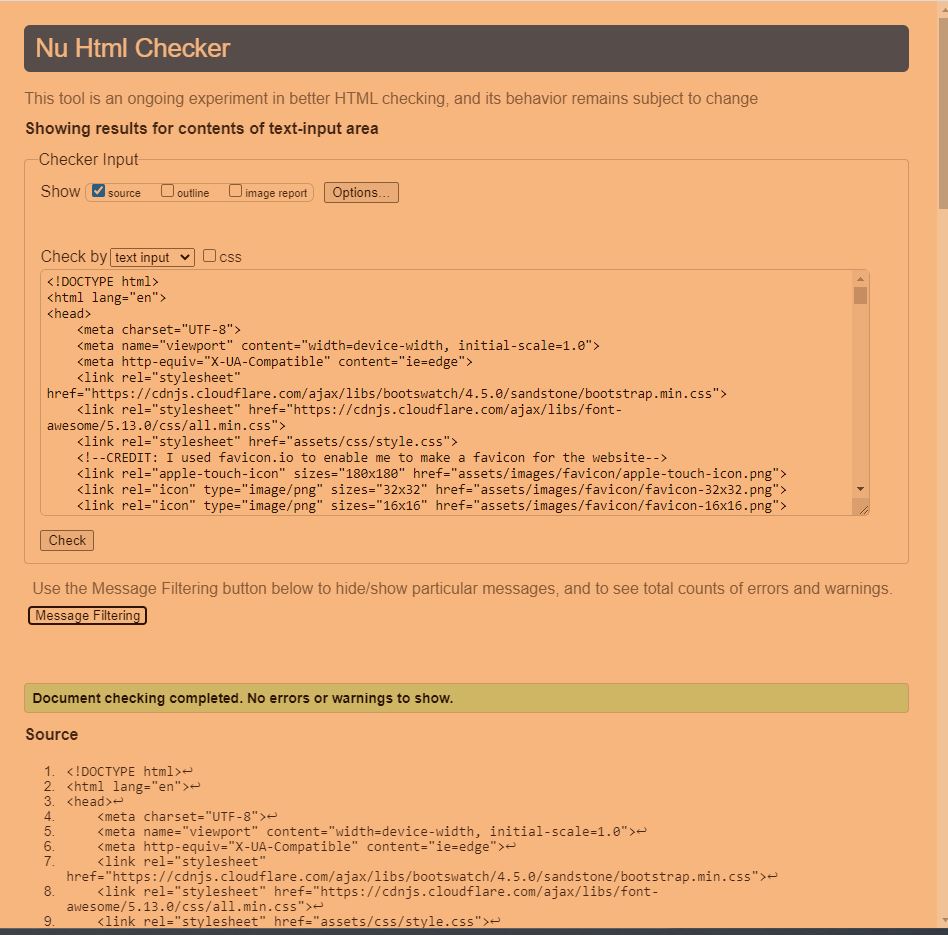 Nu Html Checker
This tool is an ongoing experiment in better HTML checking, and its behavior remains subject to change
Showing results for contents of text-input area
Checker Input
Show source outline image report Options...
Check by text input css
<!DOCTYPE html>
<html lang="en">
<head>
    <meta charset="UTF-8">
    <meta name="viewport" content="width=device-width, initial-scale=1.0">
    <meta http-equiv="X-UA-Compatible" content="ie=edge">
    <link rel="stylesheet"
href="https://cdnjs.cloudflare.com/ajax/libs/bootswatch/4.5.0/sandstone/bootstrap.min.css">
    <link rel="stylesheet" href="https://cdnjs.cloudflare.com/ajax/libs/font-
awesome/5.13.0/css/all.min.css">
    <link rel="stylesheet" href="assets/css/style.css">
    <!--CREDIT: I used favicon.io to enable me to make a favicon for the website-->
    <link rel="apple-touch-icon" sizes="180x180" href="assets/images/favicon/apple-touch-icon.png">
    <link rel="icon" type="image/png" sizes="32x32" href="assets/images/favicon/favicon-32x32.png">
    <link rel="icon" type="image/png" sizes="16x16" href="assets/images/favicon/favicon-16x16.png">
Check
Use the Message Filtering button below to hide/show particular messages, and to see total counts of errors and warnings.
Message Filtering
Document checking completed. No errors or warnings to show.
Source
1. <!DOCTYPE html>↩
2. <html lang="en">↩
3. <head>↩
4.     <meta charset="UTF-8">↩
5.     <meta name="viewport" content="width=device-width, initial-scale=1.0">↩
6.     <meta http-equiv="X-UA-Compatible" content="ie=edge">↩
7.     <link rel="stylesheet"
href="https://cdnjs.cloudflare.com/ajax/libs/bootswatch/4.5.0/sandstone/bootstrap.min.css">↩
8.     <link rel="stylesheet" href="https://cdnjs.cloudflare.com/ajax/libs/font-
awesome/5.13.0/css/all.min.css">↩
9.     <link rel="stylesheet" href="assets/css/style.css">↩